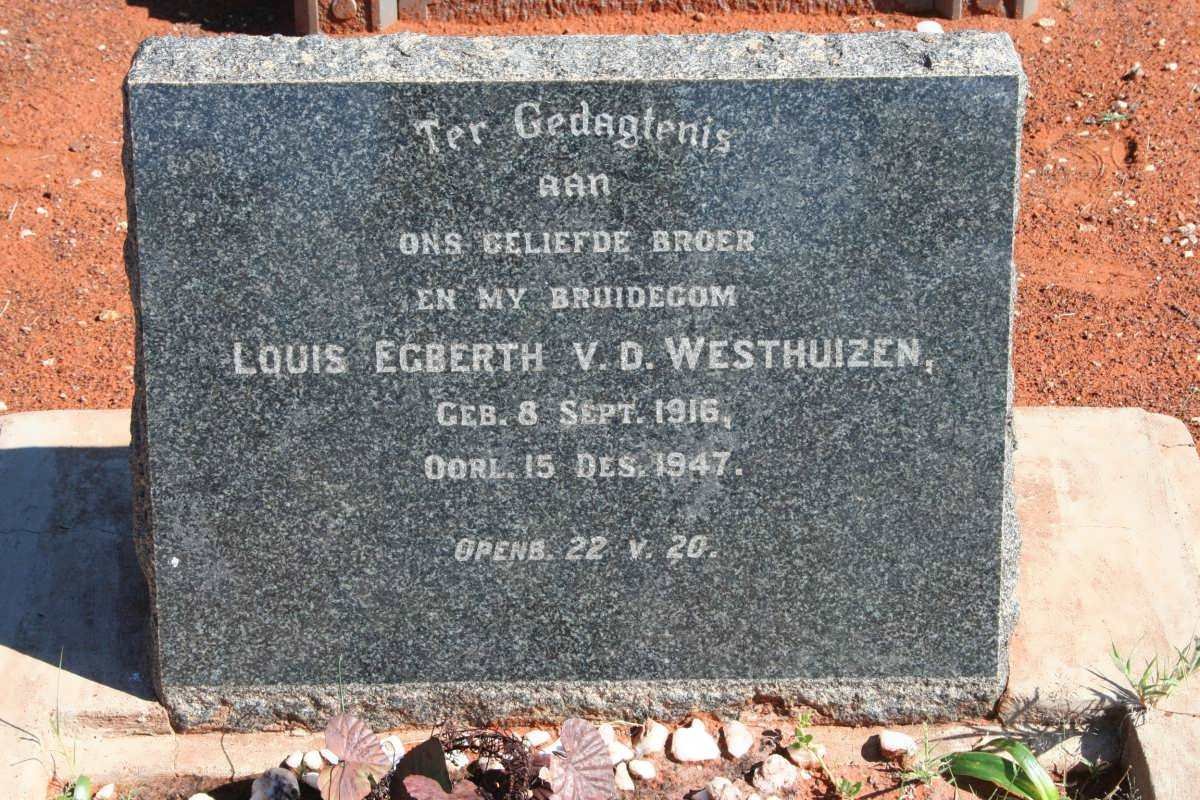 Ter Gedagtenis
aan
ONS GELIEFDE BROER
EN MY BRUIDEGOM
LOUIS EGBERTH V. D. WESTHUIZEN,
GEB. 8 SEPT. 1916,
OORL. 15 DES. 1947.
OPENB. 22 V. 20.